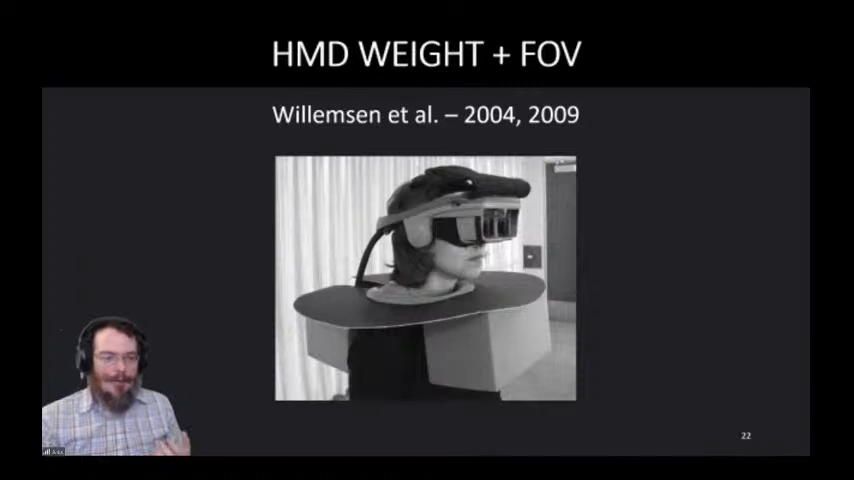 HMD WEIGHT + FOV
Willemsen et al. – 2004, 2009
22